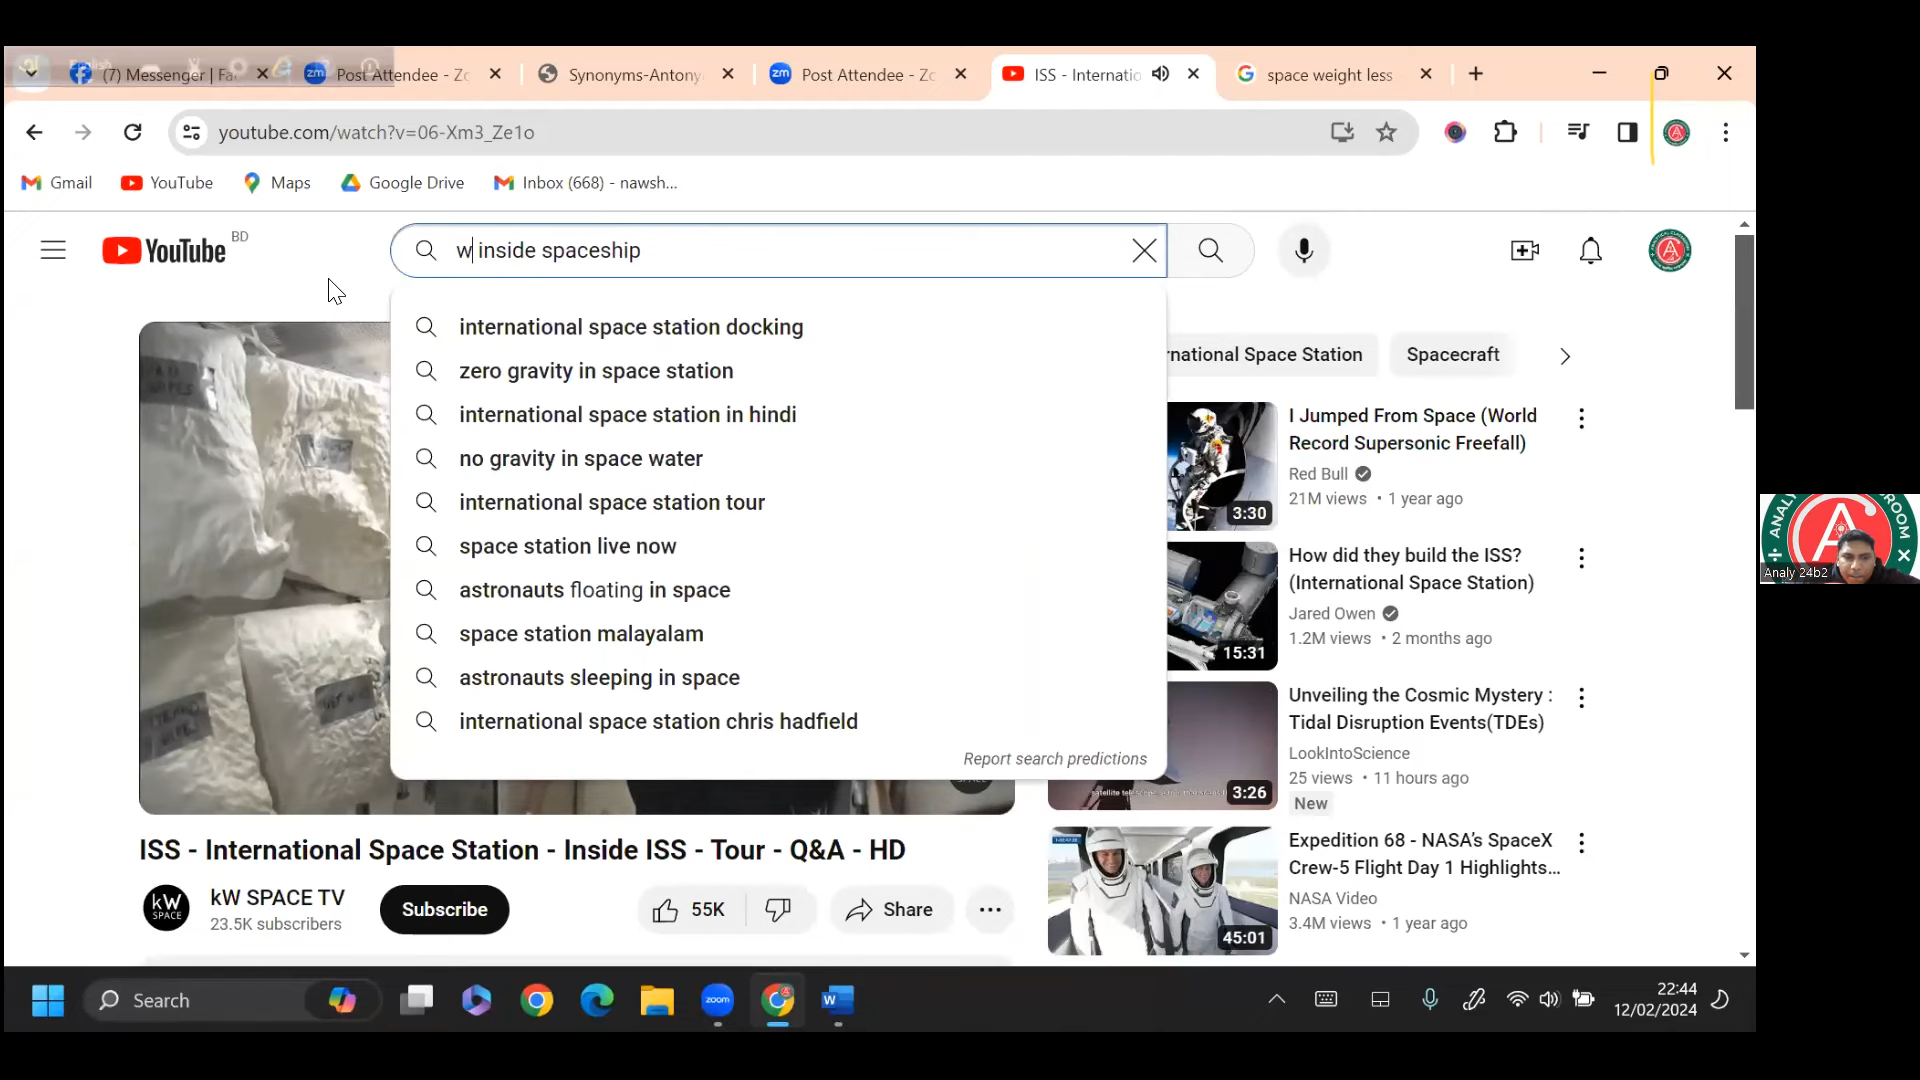 (7) Messenger | Fa
Post Attendee - Zo
Synonyms-Antony
Post Attendee - Zo
ISS - Internatio
space weight less
youtube.com/watch?v=06-Xm3_Ze1o
Gmail
YouTube
Maps
Google Drive
Inbox (668) - nawsh...
YouTube BD
w inside spaceship
international space station docking
zero gravity in space station
international space station in hindi
no gravity in space water
international space station tour
space station live now
astronauts floating in space
space station malayalam
astronauts sleeping in space
international space station chris hadfield
Report search predictions
rnational Space Station
Spacecraft
I Jumped From Space (World
Record Supersonic Freefall)
Red Bull
21M views • 1 year ago
3:30
How did they build the ISS?
(International Space Station)
Jared Owen
1.2M views • 2 months ago
15:31
Unveiling the Cosmic Mystery :
Tidal Disruption Events(TDEs)
LookIntoScience
25 views • 11 hours ago
New
3:26
Expedition 68 - NASA's SpaceX
Crew-5 Flight Day 1 Highlights...
NASA Video
3.4M views • 1 year ago
45:01
ISS - International Space Station - Inside ISS - Tour - Q&A - HD
kW SPACE
kW SPACE TV
23.5K subscribers
Subscribe
55K
Share
Analy 24b2
Search
zoom
22:44
12/02/2024